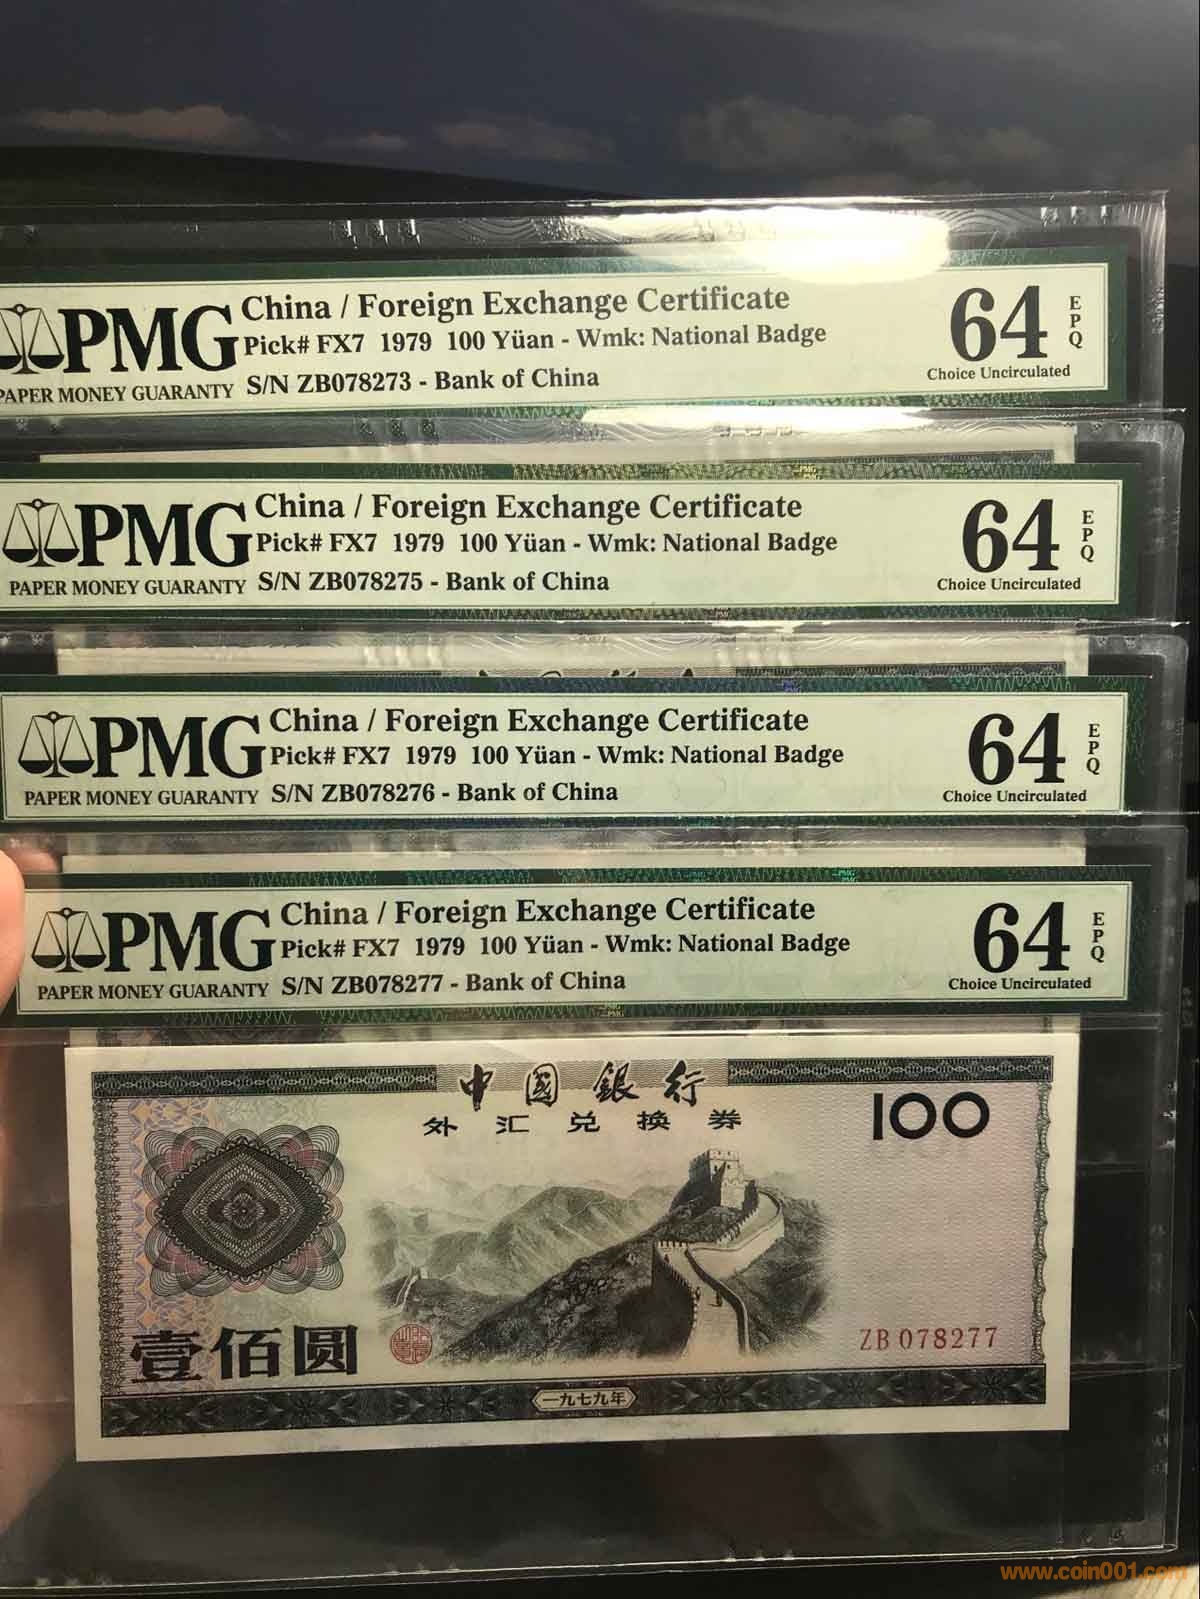 PMG
PAPER MONEY GUARANTY
China / Foreign Exchange Certificate
Pick# FX7 1979 100 Yüan - Wmk: National Badge
S/N ZB078273 - Bank of China
64
EPQ
Choice Uncirculated
PMG
PAPER MONEY GUARANTY
China / Foreign Exchange Certificate
Pick# FX7 1979 100 Yüan - Wmk: National Badge
S/N ZB078275 - Bank of China
64
EPQ
Choice Uncirculated
PMG
PAPER MONEY GUARANTY
China / Foreign Exchange Certificate
Pick# FX7 1979 100 Yüan - Wmk: National Badge
S/N ZB078276 - Bank of China
64
EPQ
Choice Uncirculated
PMG
PAPER MONEY GUARANTY
China / Foreign Exchange Certificate
Pick# FX7 1979 100 Yüan - Wmk: National Badge
S/N ZB078277 - Bank of China
64
EPQ
Choice Uncirculated
中國銀行
外汇兑换券
100
壹佰圆
ZB 078277
一九七九年
www.coin001.com